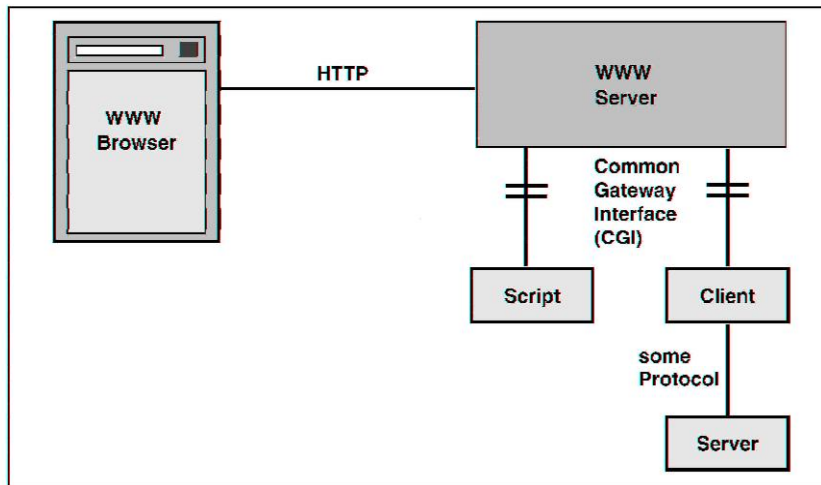 WWW
Browser
HTTP
WWW
Server
Common
Gateway
Interface
(CGI)
Script
Client
some
Protocol
Server